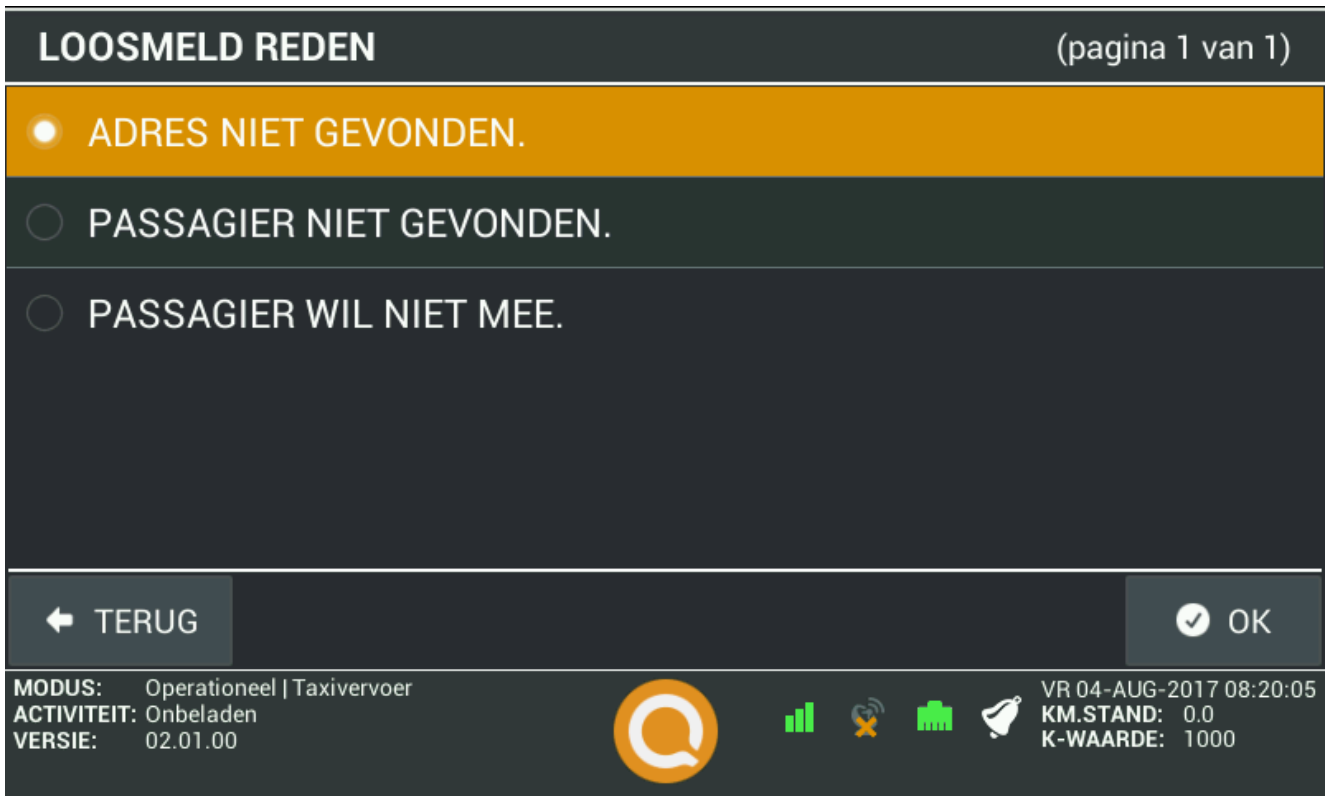 LOOSMELD REDEN (pagina 1 van 1)
ADRES NIET GEVONDEN.
PASSAGIER NIET GEVONDEN.
PASSAGIER WIL NIET MEE.
TERUG OK
MODUS: Operationeel | Taxivervoer
ACTIVITEIT: Onbeladen
VERSIE: 02.01.00
VR 04-AUG-2017 08:20:05
KM.STAND: 0.0
K-WAARDE: 1000